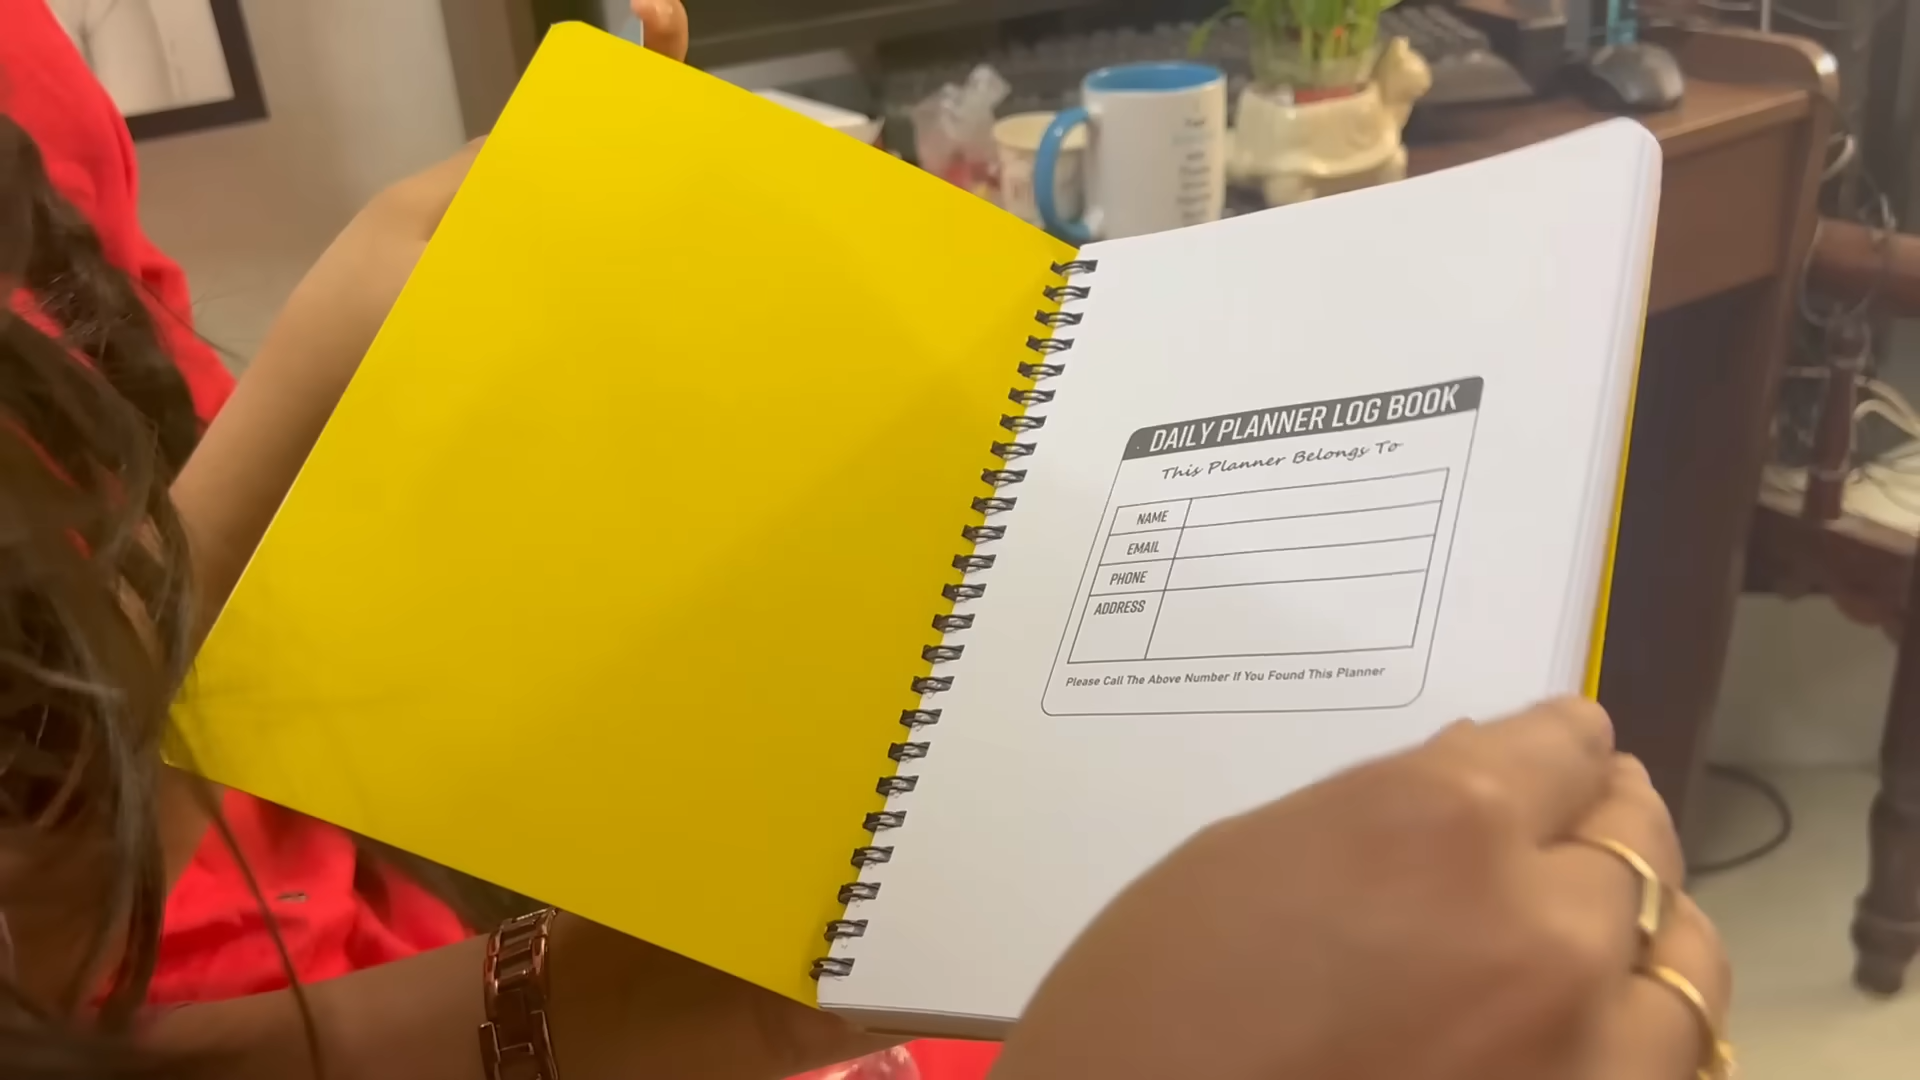 DAILY PLANNER LOG BOOK
This Planner Belongs To
NAME
EMAIL
PHONE
ADDRESS
Please Call The Above Number If You Found This Planner